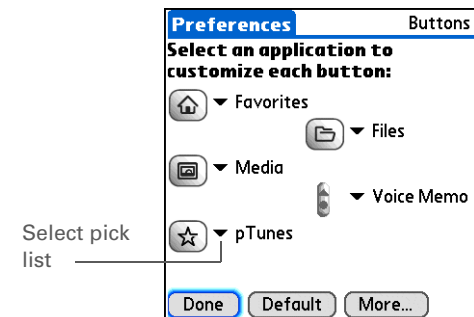 Preferences Buttons
Select an application to
customize each button:
Favorites
Files
Media
Voice Memo
Select pick
list
pTunes
Done Default More...